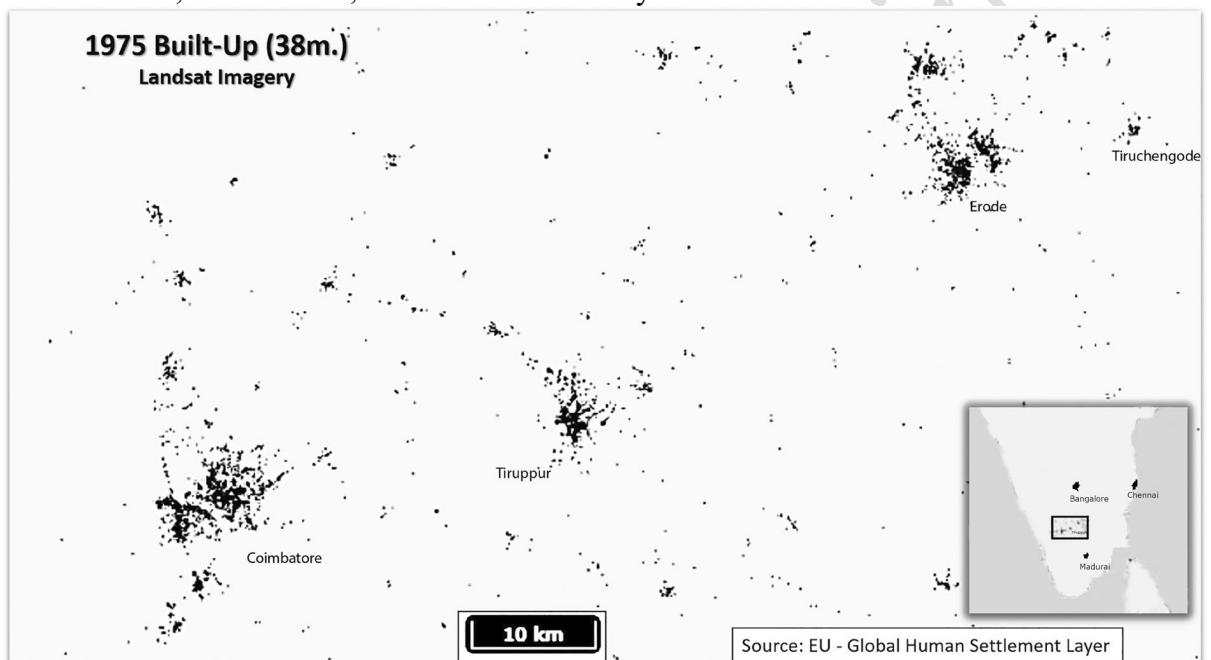 1975 Built-Up (38m.)
Landsat Imagery
Tiruchengode
Erode
Tiruppur
Coimbatore
Bangalore
Chennai
Madurai
10 km
Source: EU - Global Human Settlement Layer